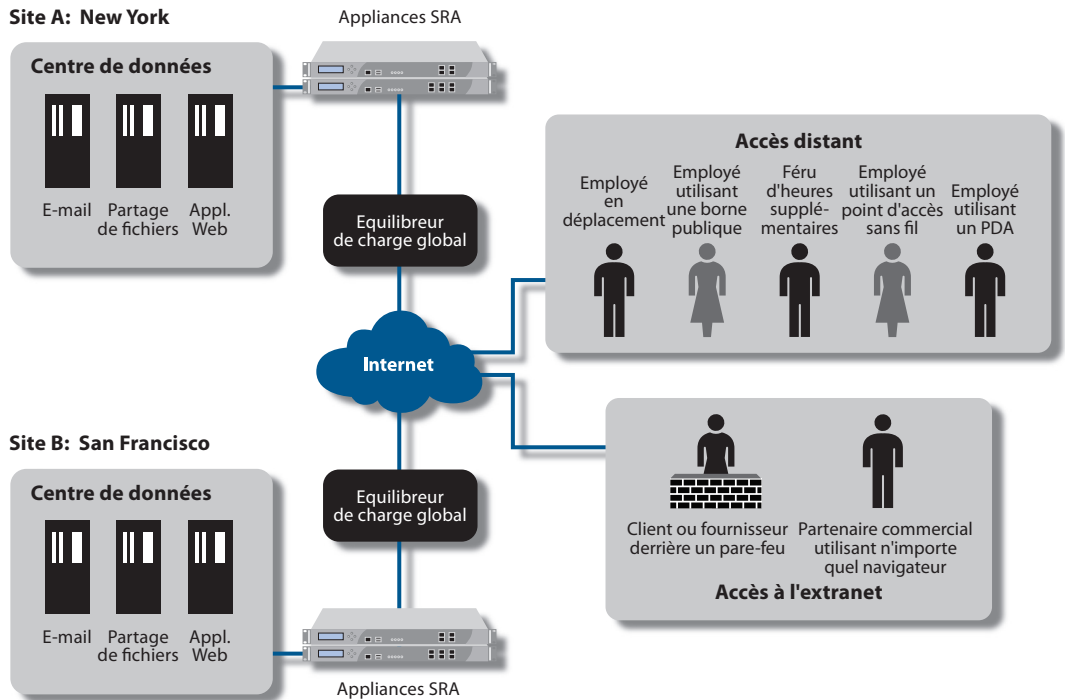 Site A: New York
Appliances SRA
Centre de données
E-mail
Partage
de fichiers
Appl.
Web
Equilibreur
de charge global
Accès distant
Employé
en
déplacement
Employé
utilisant
une borne
publique
Féru
d'heures
supplé-
mentaires
Employé
utilisant un
point d'accès
sans fil
Employé
utilisant
un PDA
Internet
Site B: San Francisco
Centre de données
E-mail
Partage
de fichiers
Appl.
Web
Equilibreur
de charge global
Appliances SRA
Client ou fournisseur
derrière un pare-feu
Partenaire commercial
utilisant n'importe
quel navigateur
Accès à l'extranet